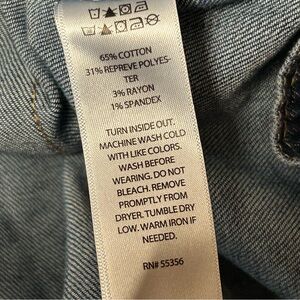 65% COTTON
31% REPREVE POLYES-
TER
3% RAYON
1% SPANDEX
TURN INSIDE OUT.
MACHINE WASH COLD
WITH LIKE COLORS.
WASH BEFORE
WEARING. DO NOT
BLEACH. REMOVE
PROMPTLY FROM
DRYER. TUMBLE DRY
LOW. WARM IRON IF
NEEDED.
RN# 55356